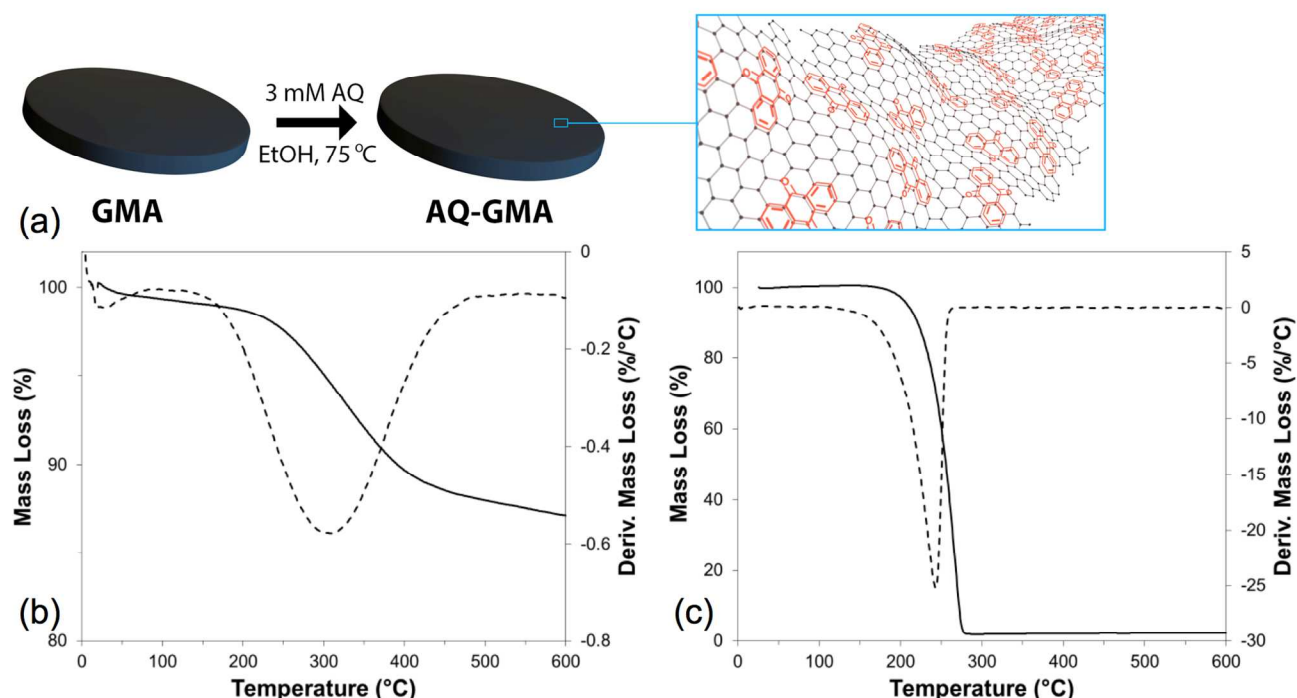 3 mM AQ
EtOH, 75 °C
GMA
AQ-GMA
(a)
100
90
80
Mass Loss (%)
0
-0.2
-0.4
-0.6
-0.8
Deriv. Mass Loss (%/°C)
(b)
0 100 200 300 400 500 600
Temperature (°C)
100
80
60
40
20
0
Mass Loss (%)
5
0
-5
-10
-15
-20
-25
-30
Deriv. Mass Loss (%/°C)
(c)
0 100 200 300 400 500 600
Temperature (°C)